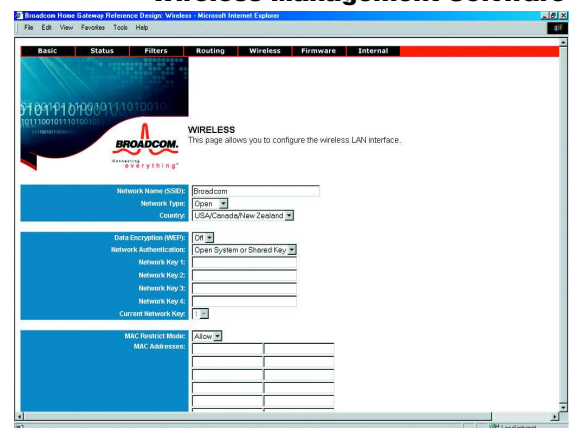 Wireless Management Software
Broadcom Home Gateway Reference Design: Wireless - Microsoft Internet Explorer
File Edit View Favorites Tools Help
Basic Status Filters Routing Wireless Firmware Internal
BROADCOM.
Connecting
everything
WIRELESS
This page allows you to configure the wireless LAN interface.
Network Name (SSID): Broadcom
Network Type: Open
Country: USA/Canada/New Zealand
Data Encryption (WEP): Off
Network Authentication: Open System or Shared Key
Network Key 1:
Network Key 2:
Network Key 3:
Network Key 4:
Current Network Key: 1
MAC Restrict Mode: Allow
MAC Addresses:
Local intranet